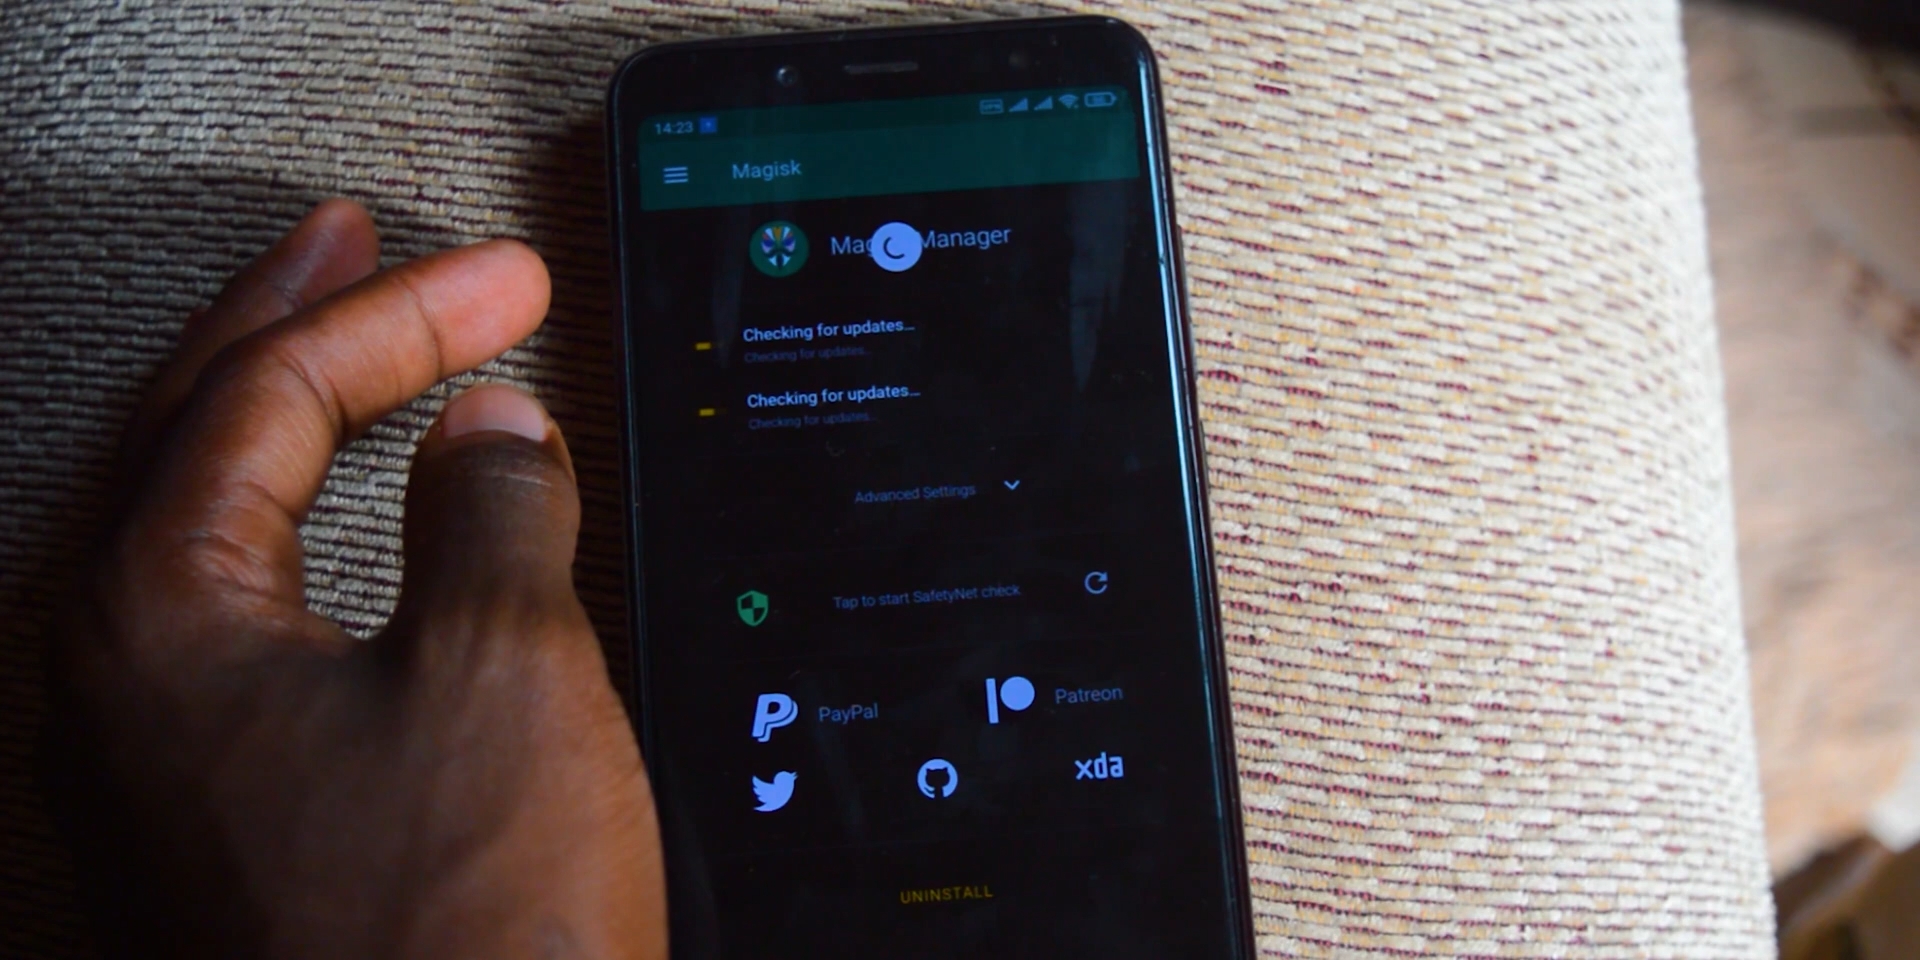 14:23
Magisk
Manager
Checking for updates…
Checking for updates…
Checking for updates…
Checking for updates…
Advanced Settings
Tap to start SafetyNet check
PayPal
Patreon
xda
UNINSTALL